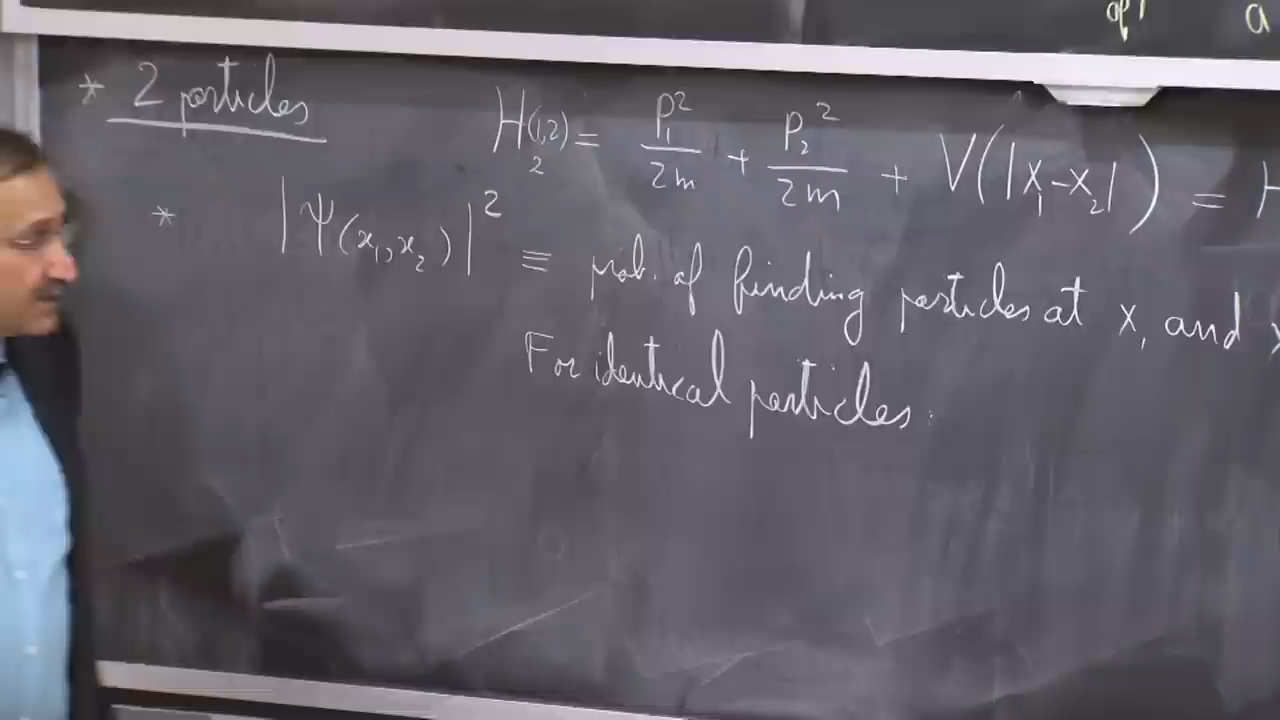 a
* 2 particles
H₂(1,2) = P₁²/2m + P₂²/2m + V(|x₁-x₂|) = H
* |Ψ(x₁,x₂)|² ≡ prob. of finding particles at x₁ and
For identical particles: